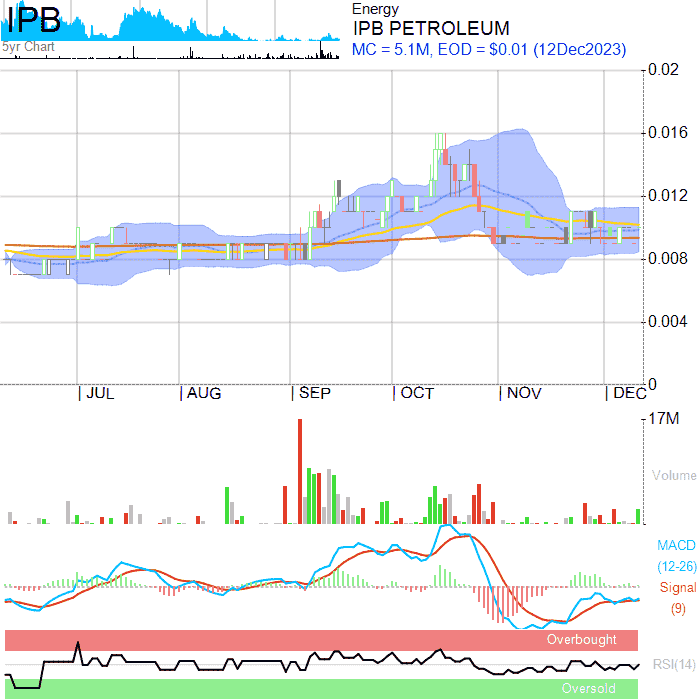 IPB
5yr Chart
Energy
IPB PETROLEUM
MC = 5.1M, EOD = $0.01 (12Dec2023)
0.02
0.016
0.012
0.008
0.004
0
JUL
AUG
SEP
OCT
NOV
DEC
17M
Volume
MACD
(12-26)
Signal
(9)
Overbought
RSI(14)
Oversold